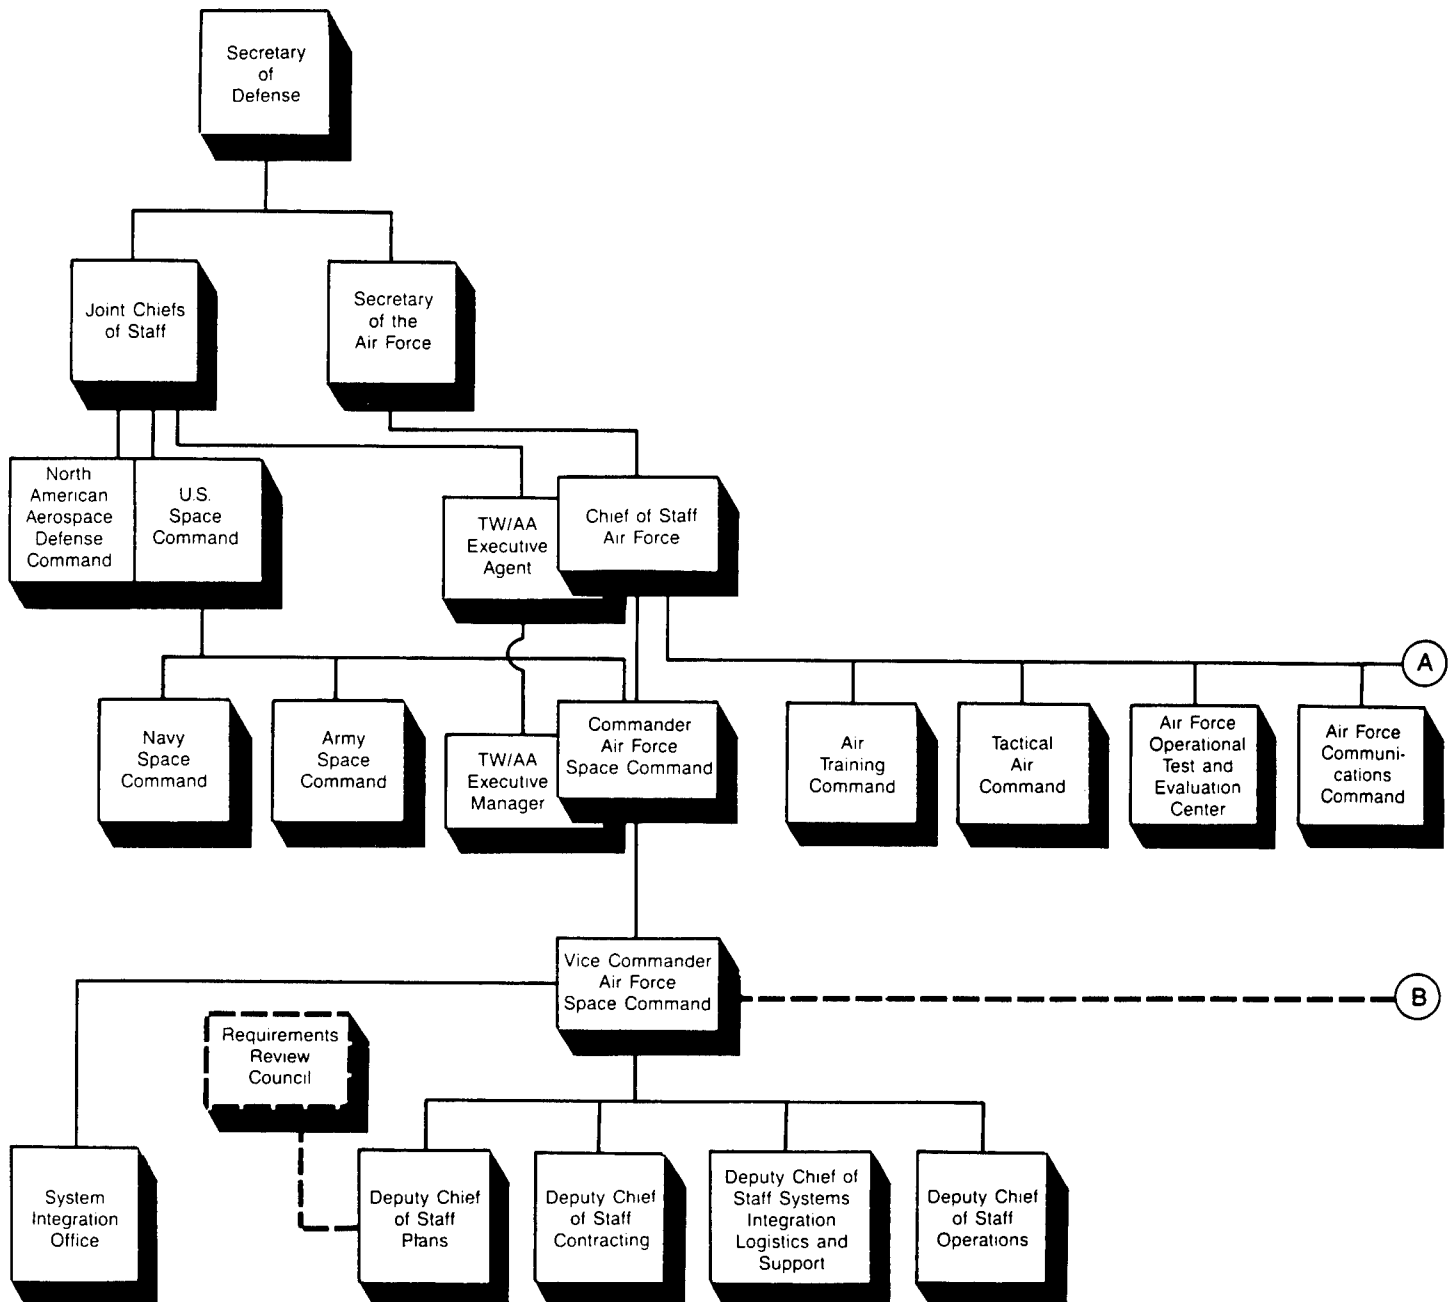 Secretary
of
Defense
Joint Chiefs
of Staff
Secretary
of the
Air Force
North
American
Aerospace
Defense
Command
U.S.
Space
Command
TW/AA
Executive
Agent
Chief of Staff
Air Force
A
Navy
Space
Command
Army
Space
Command
TW/AA
Executive
Manager
Commander
Air Force
Space Command
Air
Training
Command
Tactical
Air
Command
Air Force
Operational
Test and
Evaluation
Center
Air Force
Communi-
cations
Command
Vice Commander
Air Force
Space Command
B
Requirements
Review
Council
System
Integration
Office
Deputy Chief
of Staff
Plans
Deputy Chief
of Staff
Contracting
Deputy Chief of
Staff Systems
Integration
Logistics and
Support
Deputy Chief
of Staff
Operations